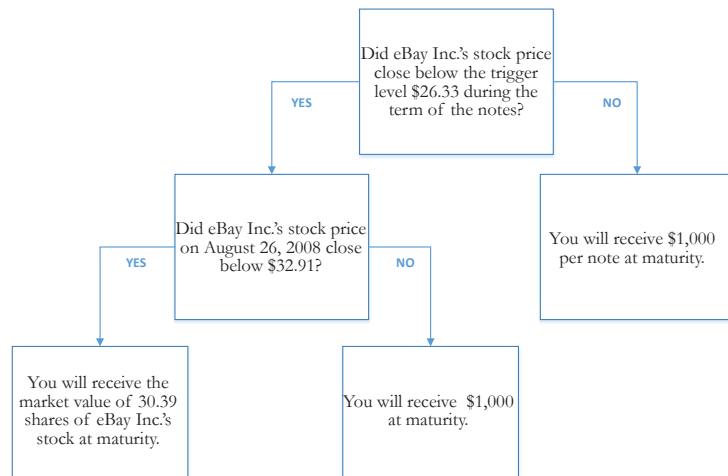 Did eBay Inc.'s stock price
close below the trigger
level $26.33 during the
term of the notes?
YES
NO
Did eBay Inc.'s stock price
on August 26, 2008 close
below $32.91?
You will receive $1,000
per note at maturity.
YES
NO
You will receive the
market value of 30.39
shares of eBay Inc.'s
stock at maturity.
You will receive $1,000
at maturity.